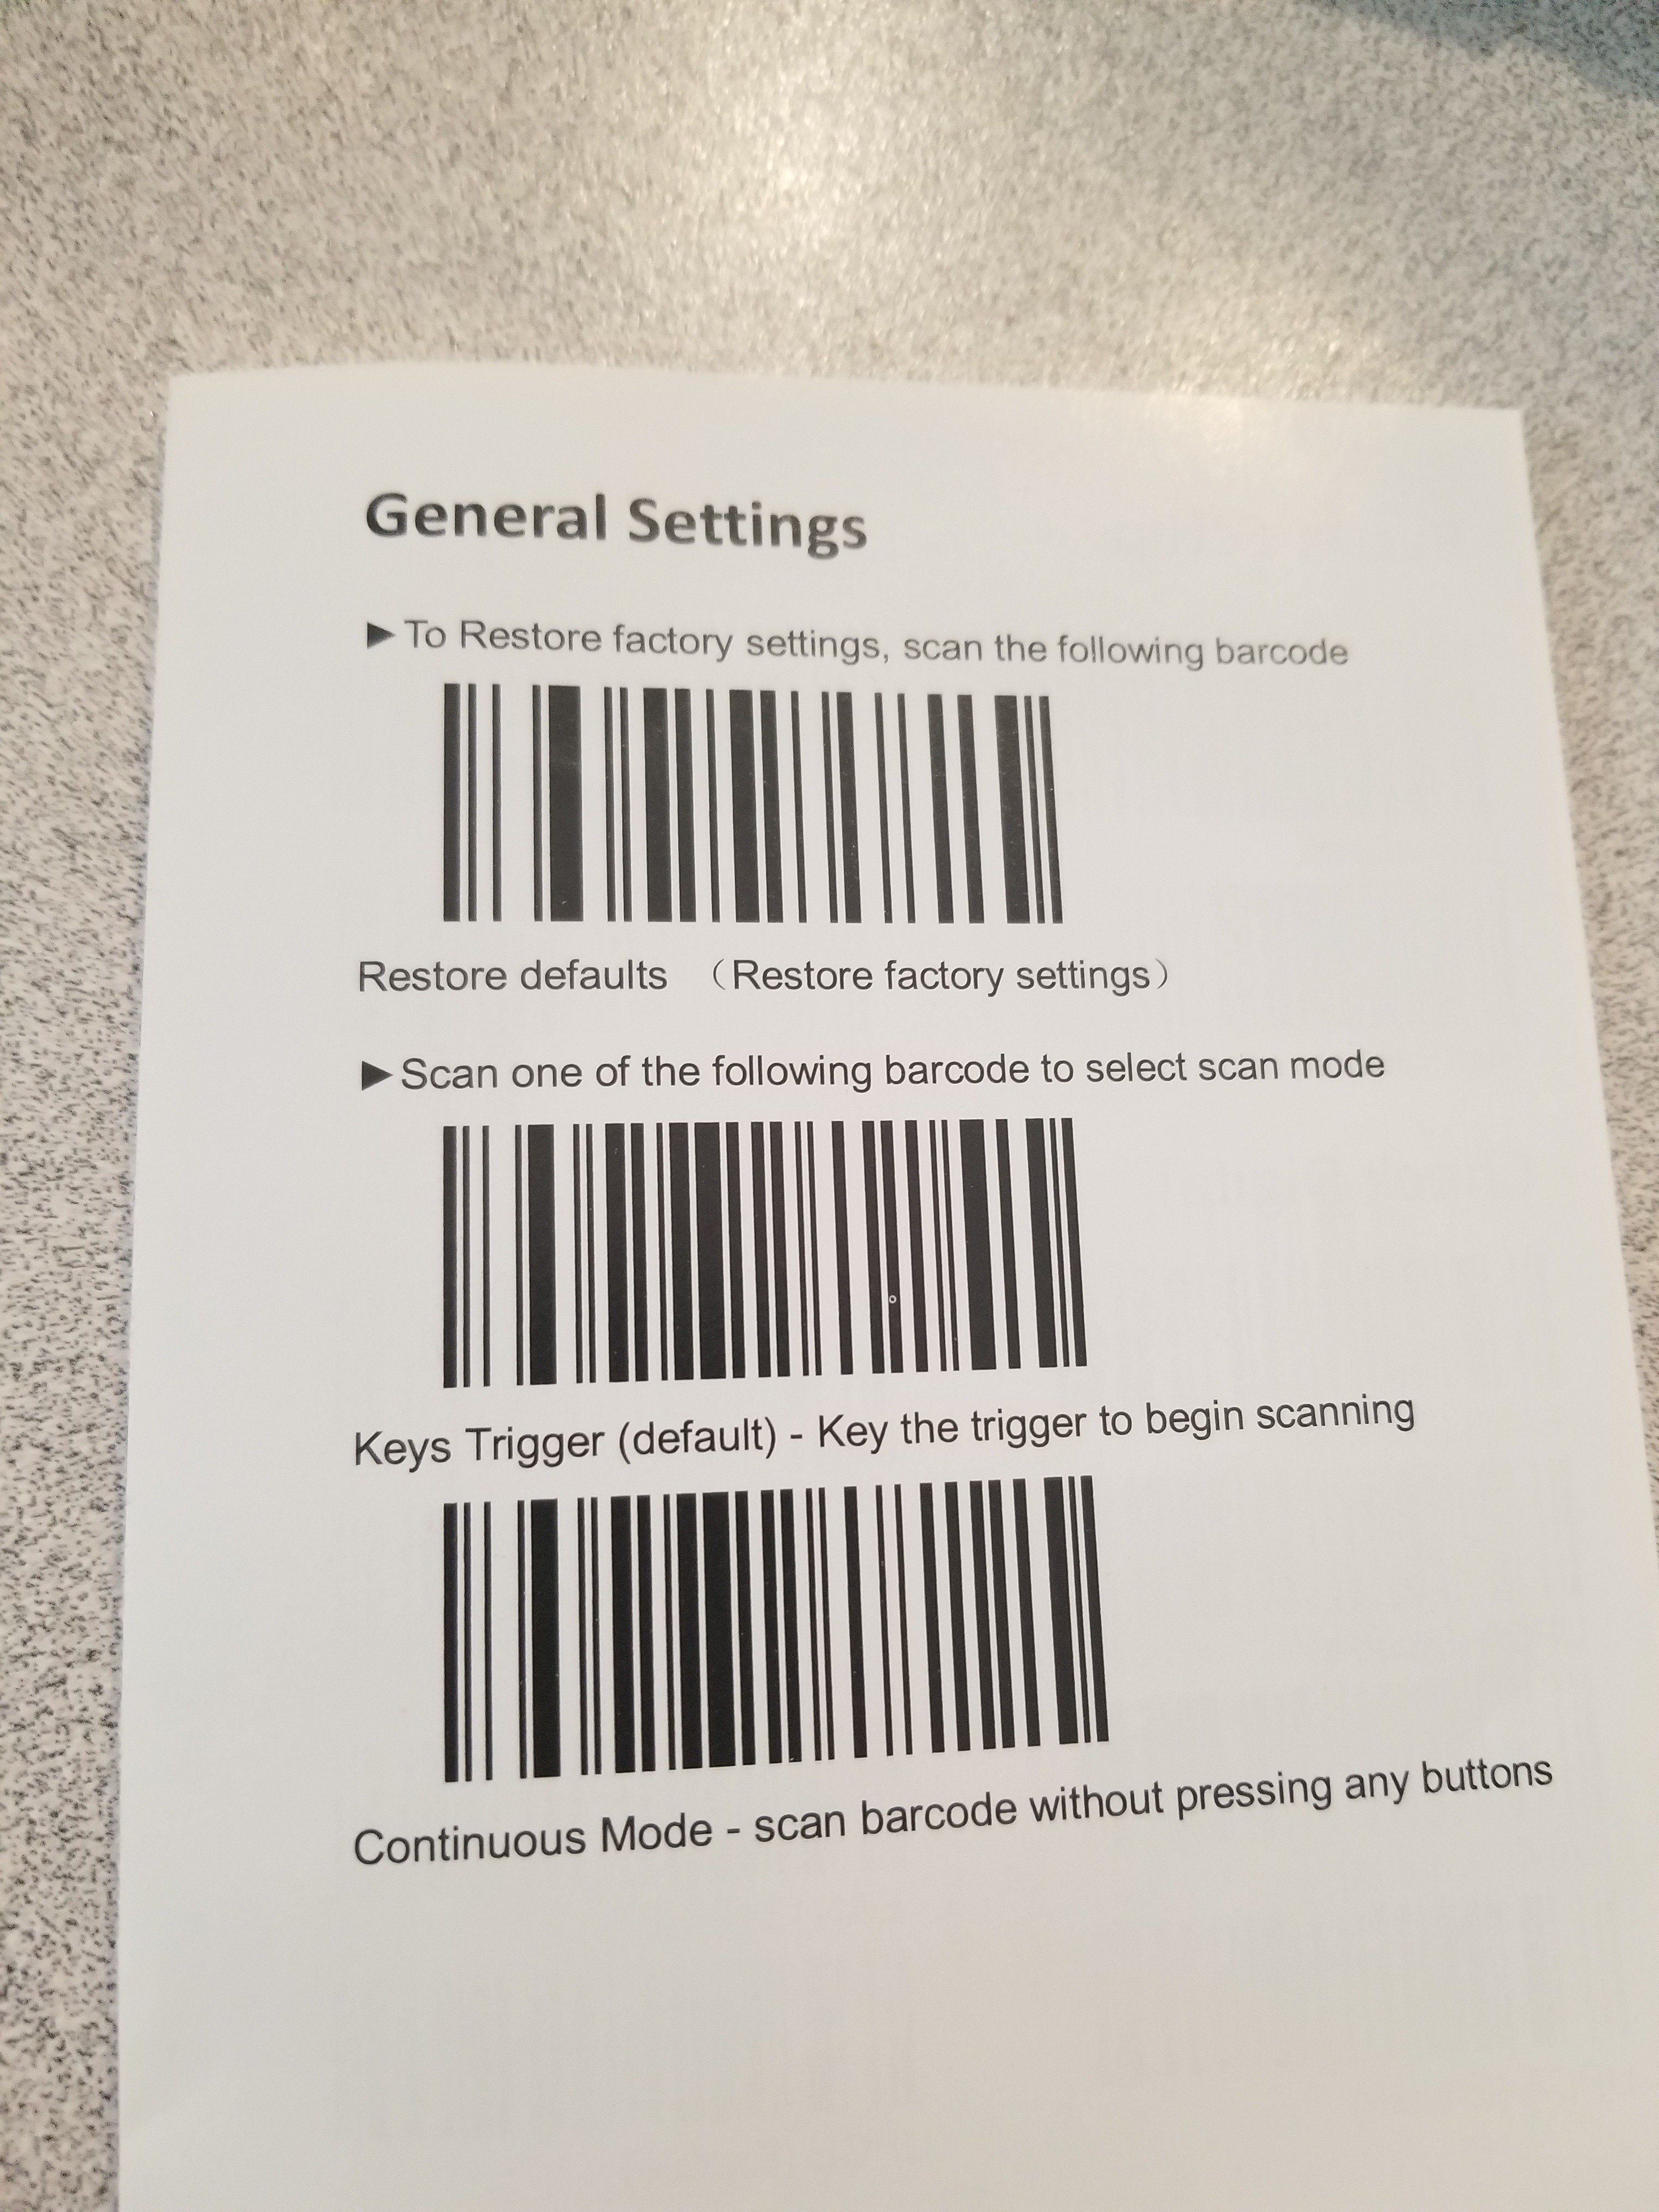 General Settings
►To Restore factory settings, scan the following barcode
Restore defaults （Restore factory settings）
►Scan one of the following barcode to select scan mode
Keys Trigger (default) - Key the trigger to begin scanning
Continuous Mode - scan barcode without pressing any buttons